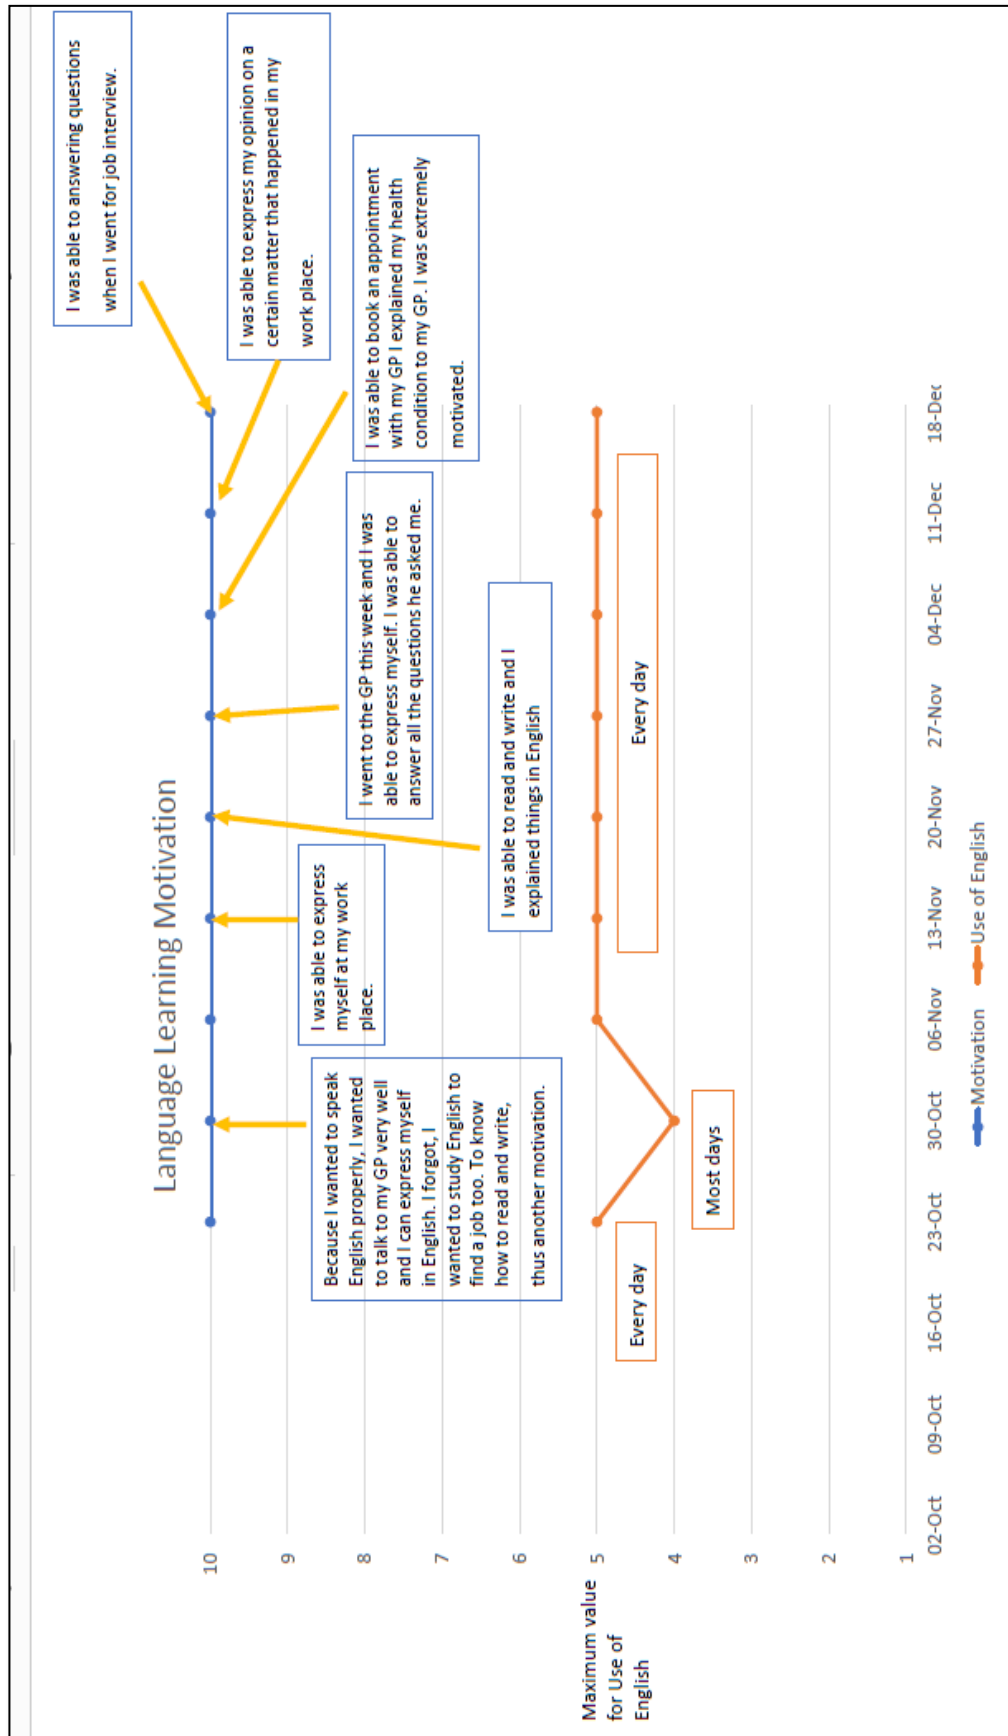 Language Learning Motivation
I was able to answering questions
when I went for job interview.
I was able to express my opinion on a
certain matter that happened in my
work place.
I was able to book an appointment
with my GP I explained my health
condition to my GP. I was extremely
motivated.
I went to the GP this week and I was
able to express myself. I was able to
answer all the questions he asked me.
I was able to read and write and I
explained things in English
I was able to express
myself at my work
place.
Because I wanted to speak
English properly, I wanted
to talk to my GP very well
and I can express myself
in English. I forgot, I
wanted to study English to
find a job too. To know
how to read and write,
thus another motivation.
Every day
Most days
Every day
10
9
8
7
6
5
4
3
2
1
Maximum value
for Use of
English
02-Oct
09-Oct
16-Oct
23-Oct
30-Oct
06-Nov
13-Nov
20-Nov
27-Nov
04-Dec
11-Dec
18-Dec
Motivation
Use of English